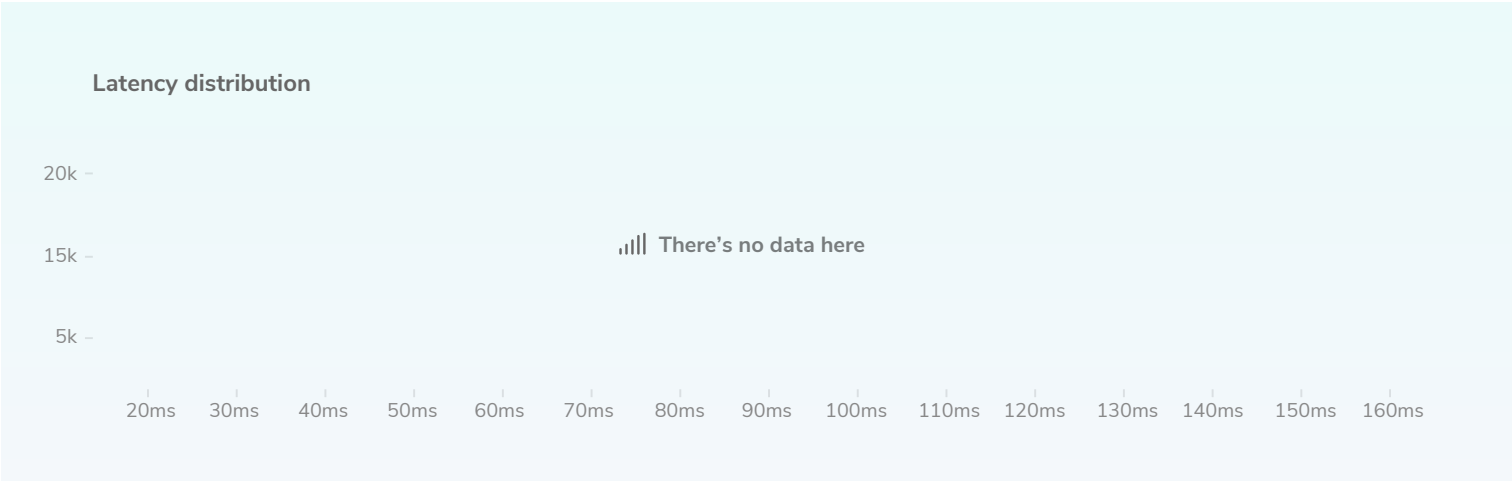 Latency distribution
20k
There’s no data here
15k
5k
20ms 30ms 40ms 50ms 60ms 70ms 80ms 90ms 100ms 110ms 120ms 130ms 140ms 150ms 160ms